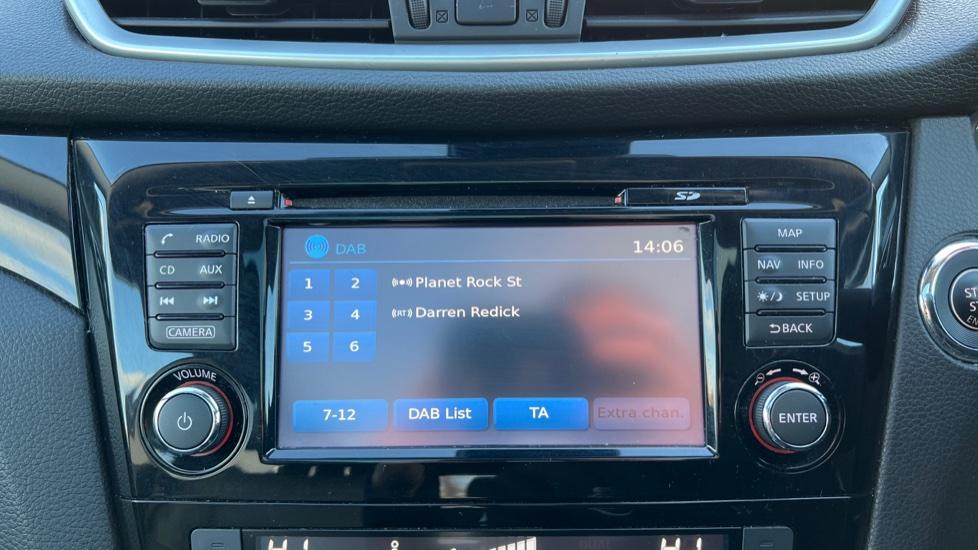 SD
RADIO
CD AUX
CAMERA
VOLUME
DAB 14:06
1 2 Planet Rock St
3 4 (RT) Darren Redick
5 6
7-12 DAB List TA Extra.chan.
MAP
NAV INFO
SETUP
BACK
ENTER